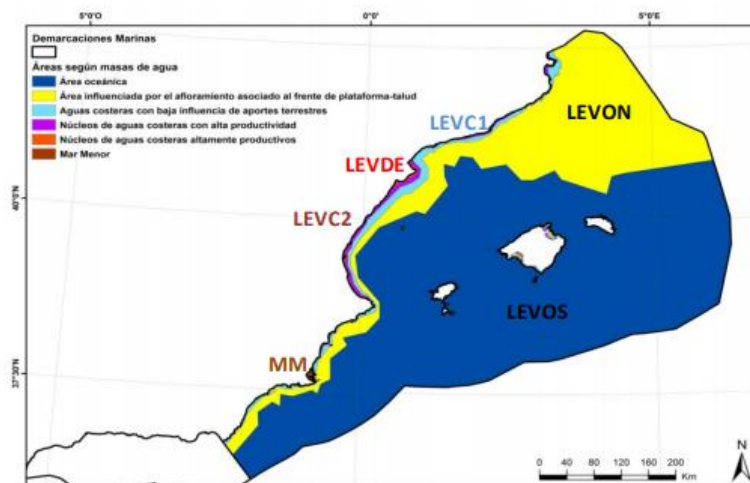 5°0'O
0°0'
5°0'E
Demarcaciones Marinas
Áreas según masas de agua
Área oceánica
Área influenciada por el afloramiento asociado al frente de plataforma-talud
Aguas costeras con baja influencia de aportes terrestres
Núcleos de aguas costeras con alta productividad
Núcleos de aguas costeras altamente productivos
Mar Menor
LEVC1
LEVON
LEVDE
40°0'N
LEVC2
LEVOS
MM
37°30'N
N
0 40 80 120 160 200
Km